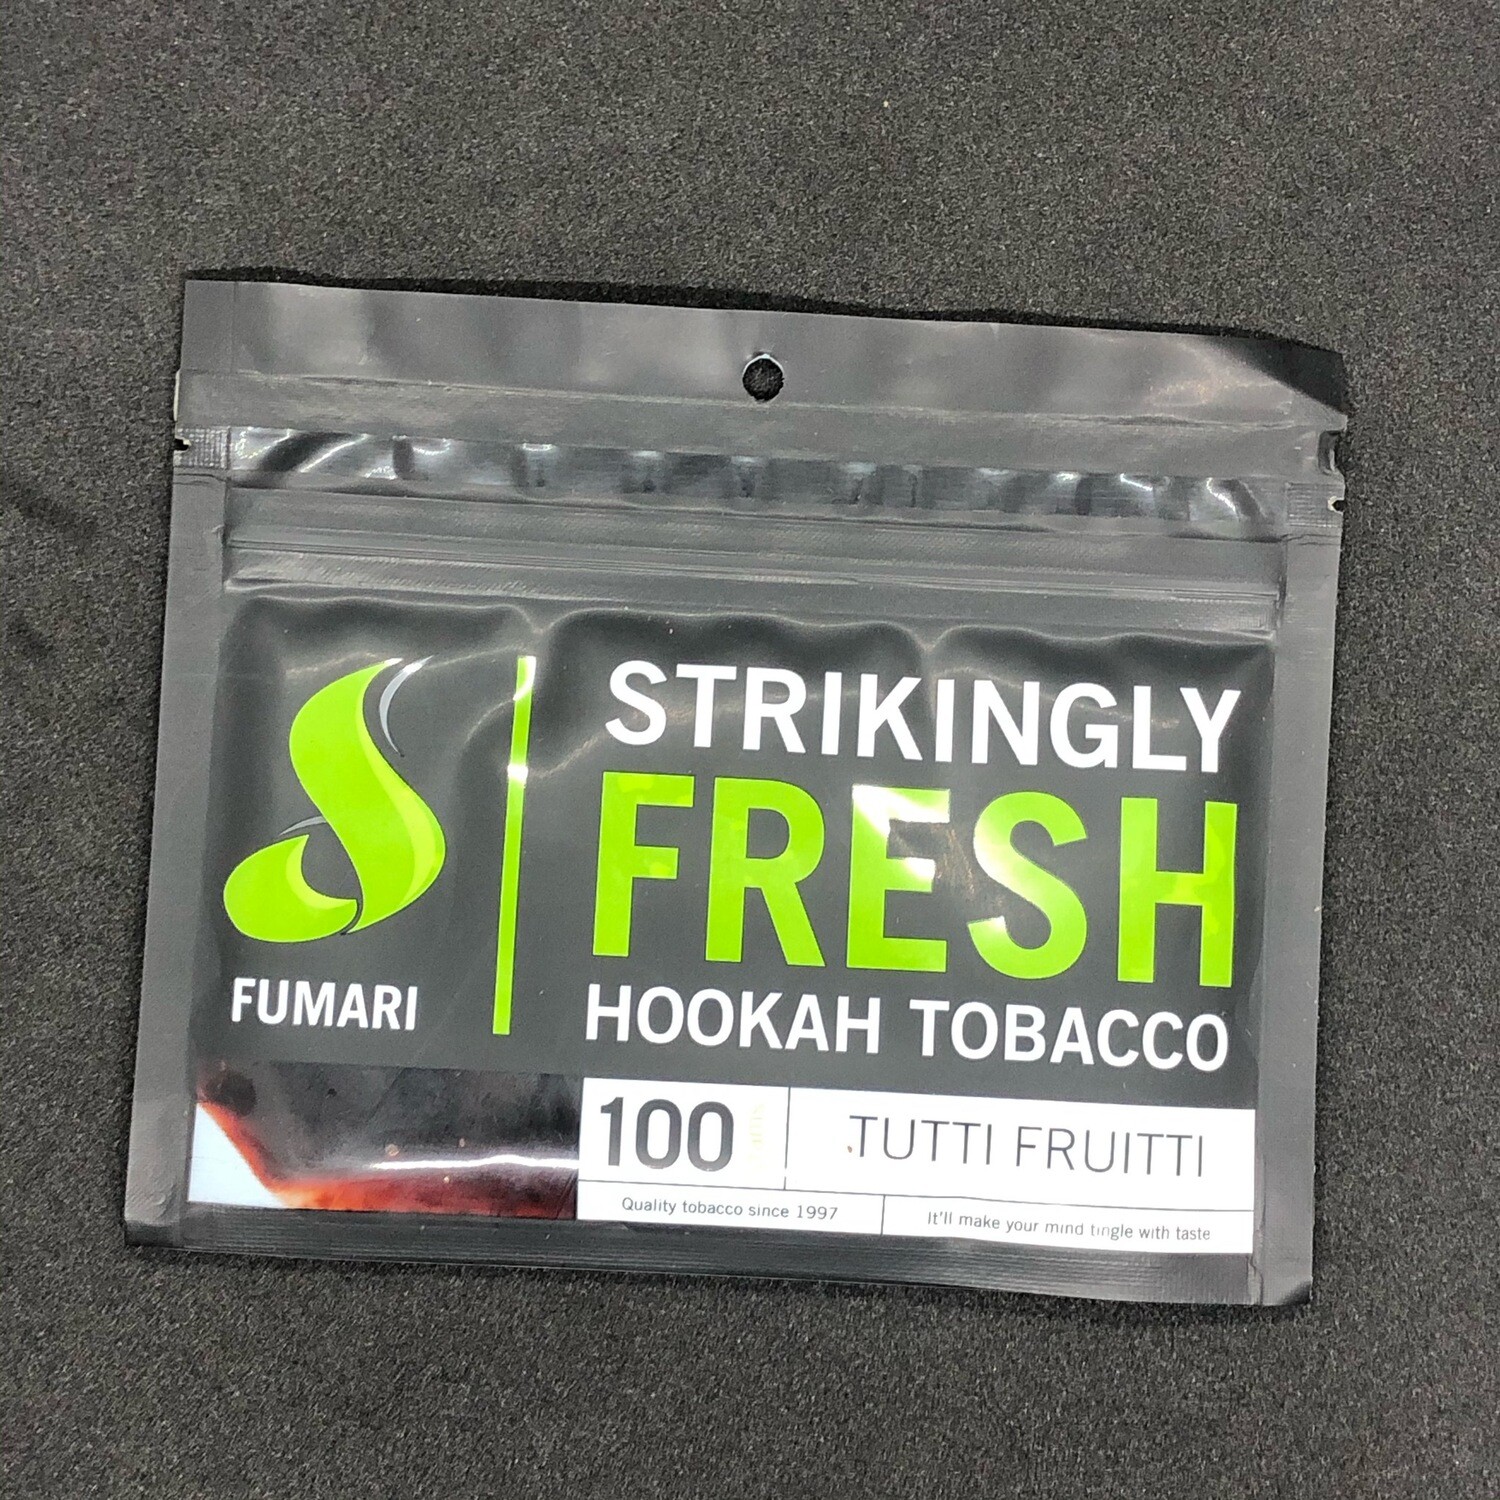 STRIKINGLY
FRESH
HOOKAH TOBACCO
FUMARI
100
TUTTI FRUITTI
Quality tobacco since 1997
It'll make your mind tingle with taste